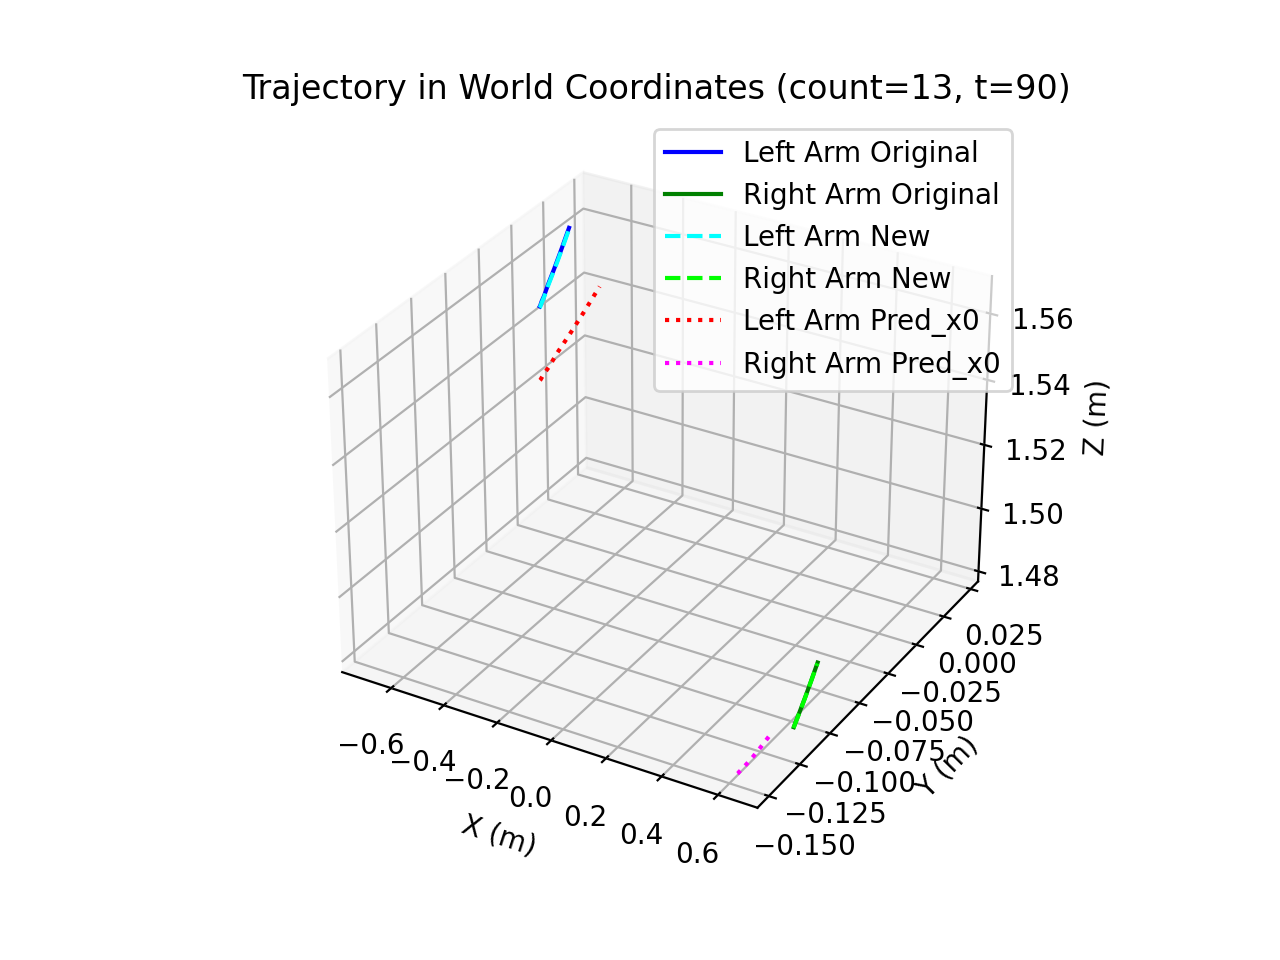 Trajectory in World Coordinates (count=13, t=90)
Left Arm Original
Right Arm Original
Left Arm New
Right Arm New
Left Arm Pred_x0
Right Arm Pred_x0
1.56
1.54
1.52
1.50
1.48
Z (m)
0.025
0.000
−0.025
−0.050
−0.075
−0.100
−0.125
−0.150
Y (m)
−0.6
−0.4
−0.2
0.0
0.2
0.4
0.6
X (m)